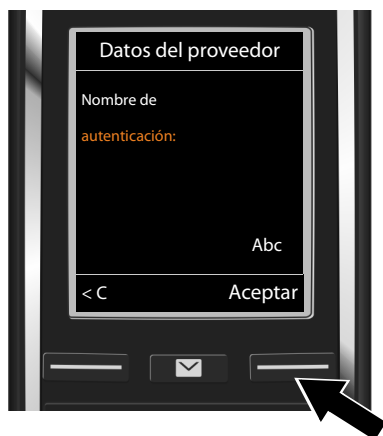 Datos del proveedor
Nombre de
autenticación:
Abc
< C Aceptar